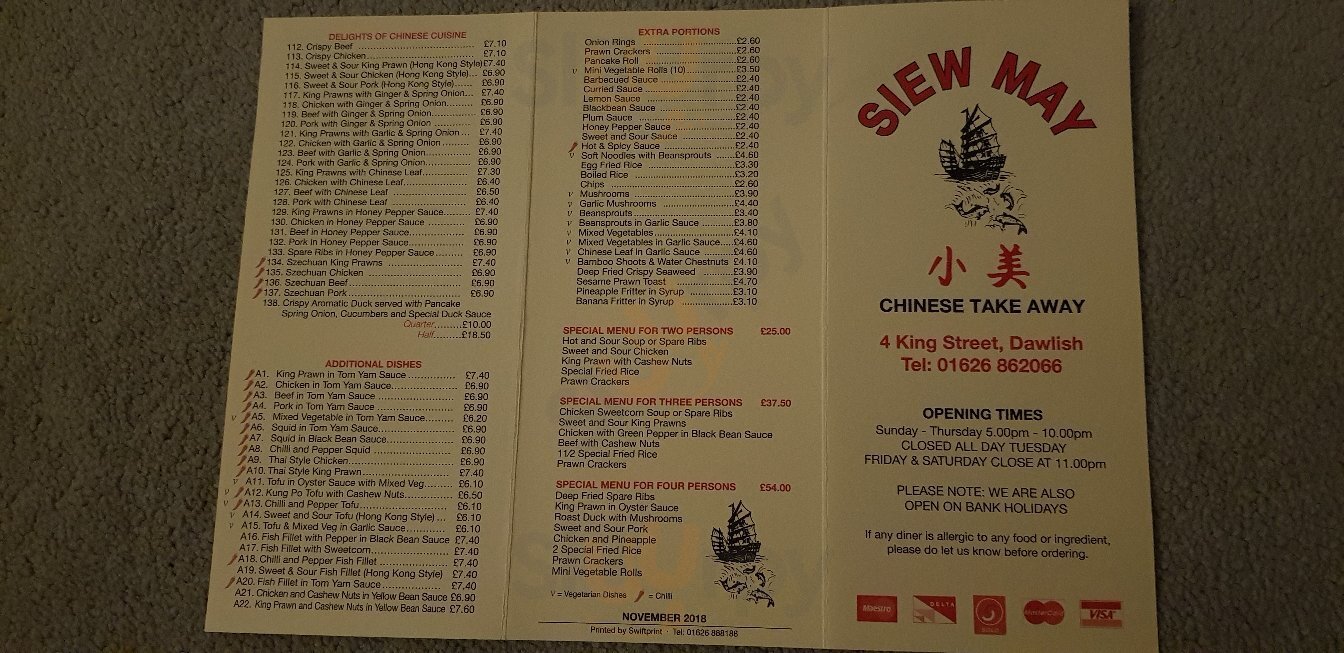 DELIGHTS OF CHINESE CUISINE
112. Crispy Beef £7.10
113. Crispy Chicken £7.10
114. Sweet & Sour King Prawn (Hong Kong Style) £7.40
115. Sweet & Sour Chicken (Hong Kong Style) £6.90
116. Sweet & Sour Pork (Hong Kong Style) £6.90
117. King Prawns with Ginger & Spring Onion £7.40
118. Chicken with Ginger & Spring Onion £6.90
119. Beef with Ginger & Spring Onion £6.90
120. Pork with Ginger & Spring Onion £6.90
121. King Prawns with Garlic & Spring Onion £7.40
122. Chicken with Garlic & Spring Onion £6.90
123. Beef with Garlic & Spring Onion £6.90
124. Pork with Garlic & Spring Onion £6.90
125. King Prawns with Chinese Leaf £7.30
126. Chicken with Chinese Leaf £6.40
127. Beef with Chinese Leaf £6.50
128. Pork with Chinese Leaf £6.40
129. King Prawns in Honey Pepper Sauce £7.40
130. Chicken in Honey Pepper Sauce £6.90
131. Beef in Honey Pepper Sauce £6.90
132. Pork in Honey Pepper Sauce £6.90
133. Spare Ribs in Honey Pepper Sauce £6.90
134. Szechuan King Prawns £7.40
135. Szechuan Chicken £6.90
136. Szechuan Beef £6.90
137. Szechuan Pork £6.90
138. Crispy Aromatic Duck served with Pancake
Spring Onion, Cucumbers and Special Duck Sauce
Quarter £10.00
Half £18.50
ADDITIONAL DISHES
A1. King Prawn in Tom Yam Sauce £7.40
A2. Chicken in Tom Yam Sauce £6.90
A3. Beef in Tom Yam Sauce £6.90
A4. Pork in Tom Yam Sauce £6.90
V A5. Mixed Vegetable in Tom Yam Sauce £6.20
A6. Squid in Tom Yam Sauce £6.90
A7. Squid in Black Bean Sauce £6.90
A8. Chilli and Pepper Squid £6.90
A9. Thai Style Chicken £6.90
A10. Thai Style King Prawn £7.40
V A11. Tofu in Oyster Sauce with Mixed Veg £6.10
V A12. Kung Po Tofu with Cashew Nuts £6.50
V A13. Chilli and Pepper Tofu £6.10
V A14. Sweet and Sour Tofu (Hong Kong Style) £6.10
V A15. Tofu & Mixed Veg in Garlic Sauce £6.10
A16. Fish Fillet with Pepper in Black Bean Sauce £7.40
A17. Fish Fillet with Sweetcorn £7.40
A18. Chilli and Pepper Fish Fillet £7.40
A19. Sweet & Sour Fish Fillet (Hong Kong Style) £7.40
A20. Fish Fillet in Tom Yam Sauce £7.40
A21. Chicken and Cashew Nuts in Yellow Bean Sauce £6.90
A22. King Prawn and Cashew Nuts in Yellow Bean Sauce £7.60
EXTRA PORTIONS
Onion Rings £2.60
Prawn Crackers £2.60
Pancake Roll £2.60
V Mini Vegetable Rolls (10) £3.50
Barbecued Sauce £2.40
Curried Sauce £2.40
Lemon Sauce £2.40
Blackbean Sauce £2.40
Plum Sauce £2.40
Honey Pepper Sauce £2.40
Sweet and Sour Sauce £2.40
Hot & Spicy Sauce £2.40
V Soft Noodles with Beansprouts £4.60
Egg Fried Rice £3.30
Boiled Rice £3.20
Chips £2.60
V Mushrooms £3.90
V Garlic Mushrooms £4.40
V Beansprouts £3.40
V Beansprouts in Garlic Sauce £3.80
V Mixed Vegetables £4.10
V Mixed Vegetables in Garlic Sauce £4.60
V Chinese Leaf in Garlic Sauce £4.60
V Bamboo Shoots & Water Chestnuts £4.10
Deep Fried Crispy Seaweed £3.90
Sesame Prawn Toast £4.70
Pineapple Fritter in Syrup £3.10
Banana Fritter in Syrup £3.10
SPECIAL MENU FOR TWO PERSONS £25.00
Hot and Sour Soup or Spare Ribs
Sweet and Sour Chicken
King Prawn with Cashew Nuts
Special Fried Rice
Prawn Crackers
SPECIAL MENU FOR THREE PERSONS £37.50
Chicken Sweetcorn Soup or Spare Ribs
Sweet and Sour King Prawns
Chicken with Green Pepper in Black Bean Sauce
Beef with Cashew Nuts
11/2 Special Fried Rice
Prawn Crackers
SPECIAL MENU FOR FOUR PERSONS £54.00
Deep Fried Spare Ribs
King Prawn in Oyster Sauce
Roast Duck with Mushrooms
Sweet and Sour Pork
Chicken and Pineapple
2 Special Fried Rice
Prawn Crackers
Mini Vegetable Rolls
V = Vegetarian Dishes = Chilli
NOVEMBER 2018
Printed by Swiftprint · Tel: 01626 888186
SIEW MAY
小美
CHINESE TAKE AWAY
4 King Street, Dawlish
Tel: 01626 862066
OPENING TIMES
Sunday - Thursday 5.00pm - 10.00pm
CLOSED ALL DAY TUESDAY
FRIDAY & SATURDAY CLOSE AT 11.00pm
PLEASE NOTE: WE ARE ALSO
OPEN ON BANK HOLIDAYS
If any diner is allergic to any food or ingredient,
please do let us know before ordering.
Maestro DELTA SOLO MasterCard VISA